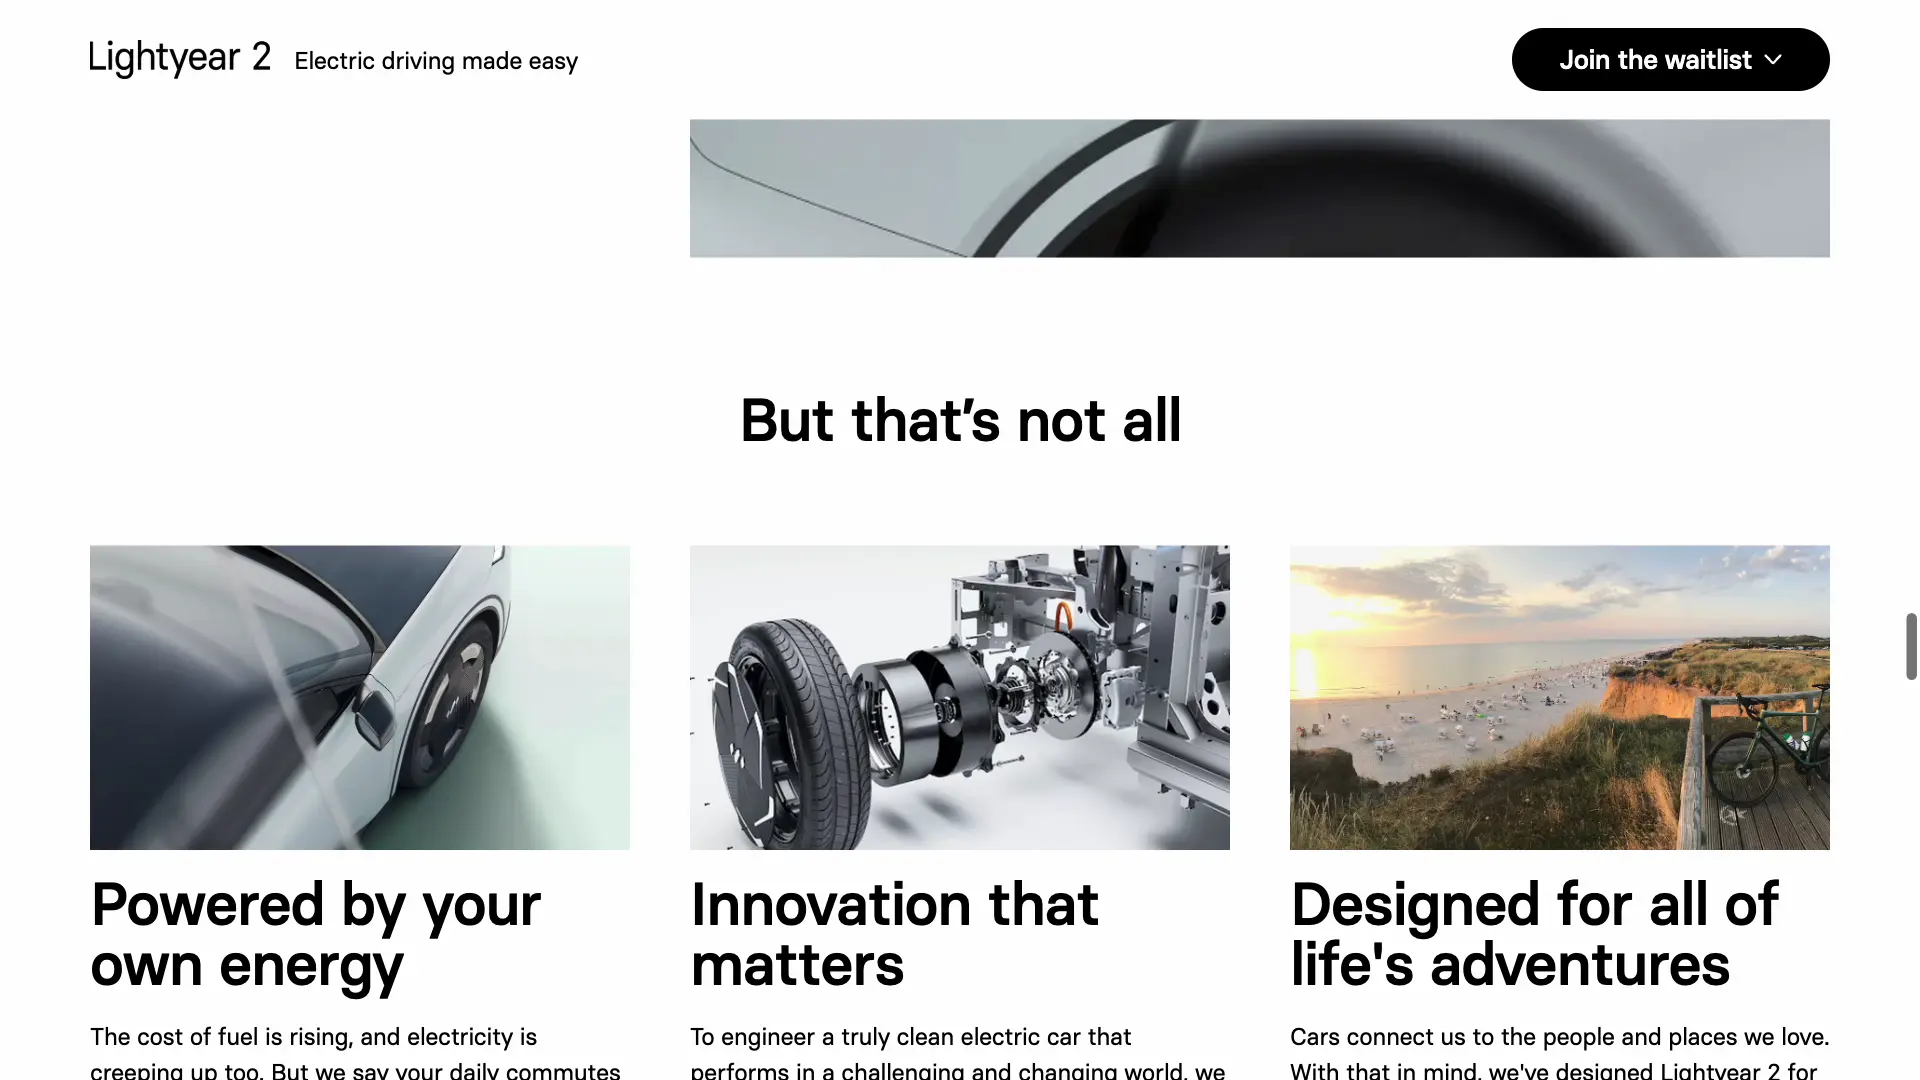 Lightyear 2 Electric driving made easy
Join the waitlist
But that’s not all
Powered by your
own energy
The cost of fuel is rising, and electricity is
creeping up too. But we say your daily commutes
Innovation that
matters
To engineer a truly clean electric car that
performs in a challenging and changing world, we
Designed for all of
life's adventures
Cars connect us to the people and places we love.
With that in mind, we've designed Lightyear 2 for